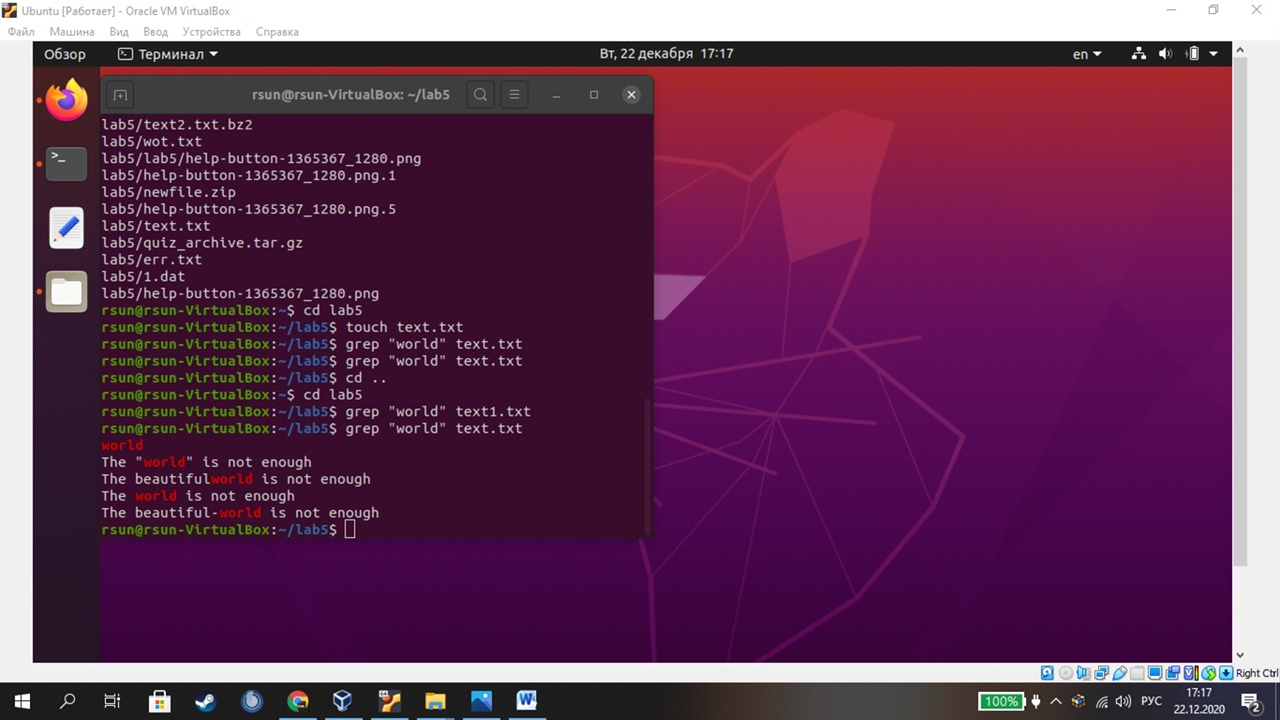 Ubuntu [Работает] - Oracle VM VirtualBox
Файл Машина Вид Ввод Устройства Справка
Обзор Терминал Вт, 22 декабря 17:17 en
rsun@rsun-VirtualBox: ~/lab5
lab5/text2.txt.bz2
lab5/wot.txt
lab5/lab5/help-button-1365367_1280.png
lab5/help-button-1365367_1280.png.1
lab5/newfile.zip
lab5/help-button-1365367_1280.png.5
lab5/text.txt
lab5/quiz_archive.tar.gz
lab5/err.txt
lab5/1.dat
lab5/help-button-1365367_1280.png
rsun@rsun-VirtualBox:~$ cd lab5
rsun@rsun-VirtualBox:~/lab5$ touch text.txt
rsun@rsun-VirtualBox:~/lab5$ grep "world" text.txt
rsun@rsun-VirtualBox:~/lab5$ grep "world" text.txt
rsun@rsun-VirtualBox:~/lab5$ cd ..
rsun@rsun-VirtualBox:~$ cd lab5
rsun@rsun-VirtualBox:~/lab5$ grep "world" text1.txt
rsun@rsun-VirtualBox:~/lab5$ grep "world" text.txt
world
The "world" is not enough
The beautifulworld is not enough
The world is not enough
The beautiful-world is not enough
rsun@rsun-VirtualBox:~/lab5$
Right Ctrl
100% РУС 17:17
22.12.2020 2